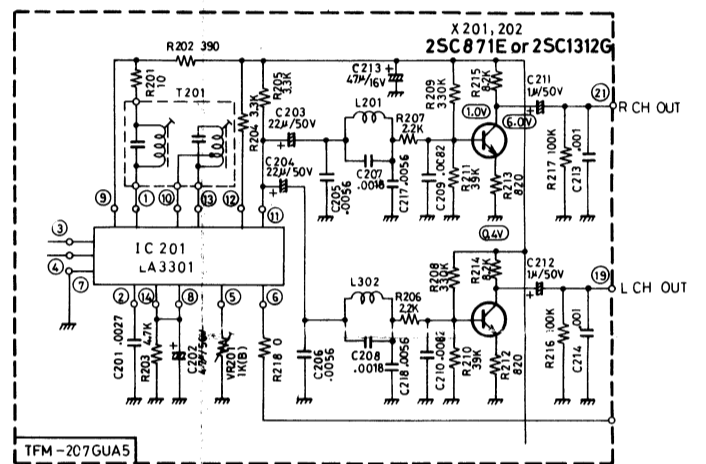 X201,202
2SC871E or 2SC1312G
R202 390
R201
10
T201
R205
3.3K
R204 3.3K
C213
47μ/16V
C203
22μ/50V
C204
22μ/50V
L201
R207
2.2K
R209
330K
R215
8.2K
C211
1μ/50V
21
R CH OUT
1.0V
6.0V
C205
.0056
C207
.0018
C217 .0056
C209 .0082
R211
39K
R213
820
R217 100K
C213 .001
9
1
10
13
12
11
3
4
7
IC 201
LA3301
2
14
8
5
6
C201 .0027
R203 4.7K
C202
VR201
1K(B)
R218 0
0.4V
L302
R206
2.2K
R208
330K
R214
8.2K
C212
1μ/50V
19
L CH OUT
C206
.0056
C208
.0018
C218 .0056
C210 .0082
R210
39K
R212
820
R216 100K
C214 .001
TFM-207GUA5